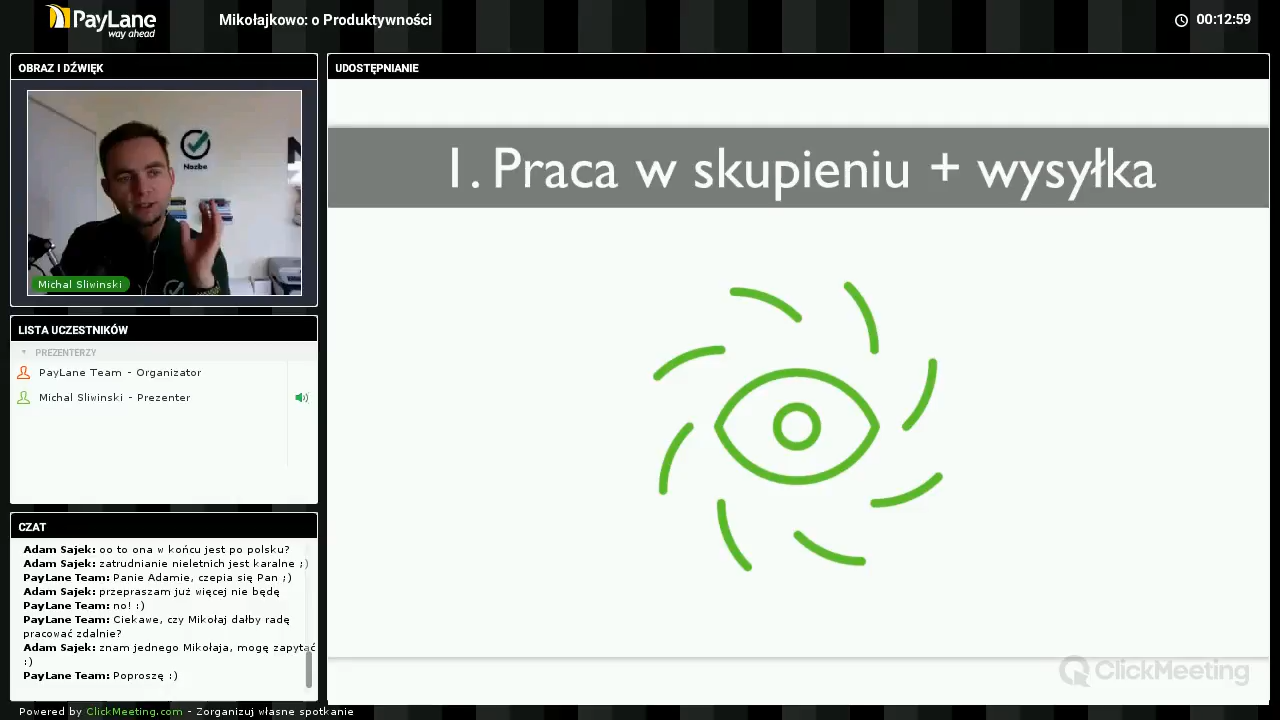 PayLane
way ahead
Mikołajkowo: o Produktywności
00:12:59
OBRAZ I DŹWIĘK
Nozbe
Michal Sliwinski
LISTA UCZESTNIKÓW
PREZENTERZY
PayLane Team - Organizator
Michal Sliwinski - Prezenter
CZAT
Adam Sajek: oo to ona w końcu jest po polsku?
Adam Sajek: zatrudnianie nieletnich jest karalne ;)
PayLane Team: Panie Adamie, czepia się Pan ;)
Adam Sajek: przepraszam już więcej nie będę
PayLane Team: no! :)
PayLane Team: Ciekawe, czy Mikołaj dałby radę
pracować zdalnie?
Adam Sajek: znam jednego Mikołaja, mogę zapytać
:)
PayLane Team: Poproszę :)
Powered by ClickMeeting.com - Zorganizuj własne spotkanie
UDOSTĘPNIANIE
1. Praca w skupieniu + wysyłka
ClickMeeting